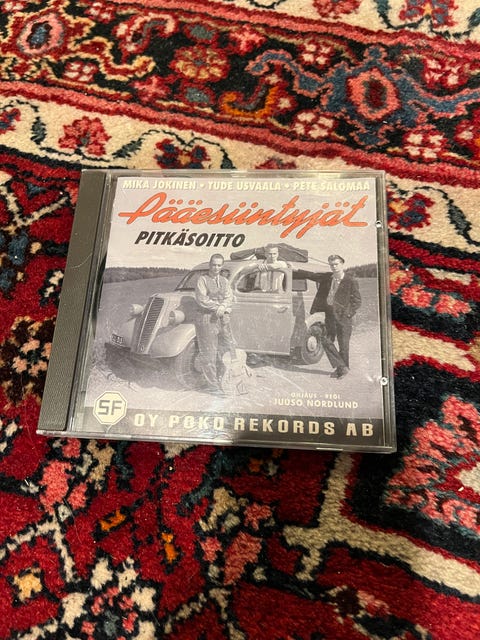 MIKA JOKINEN • TUDE USVAALA • PETE SALOMAA
Pääesiintyjät
PITKÄSOITTO
OHJAUS - REGI
JUUSO NORDLUND
SF OY POKO REKORDS AB